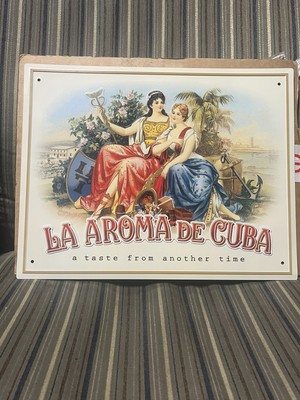 LA AROMA DE CUBA
a taste from another time